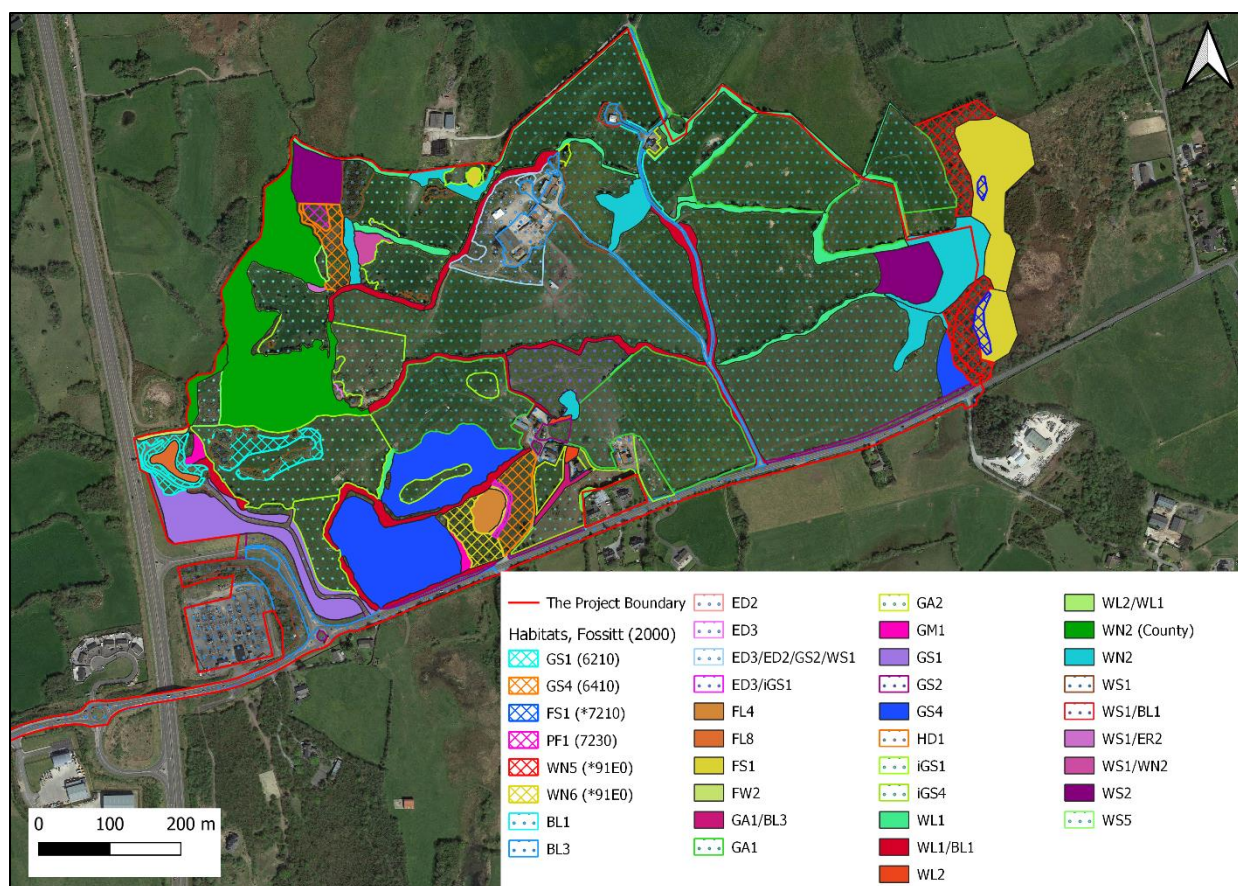 The Project Boundary
Habitats, Fossitt (2000)
GS1 (6210)
GS4 (6410)
FS1 (*7210)
PF1 (7230)
WN5 (*91E0)
WN6 (*91E0)
BL1
BL3
ED2
ED3
ED3/ED2/GS2/WS1
ED3/iGS1
FL4
FL8
FS1
FW2
GA1/BL3
GA1
GA2
GM1
GS1
GS2
GS4
HD1
iGS1
iGS4
WL1
WL1/BL1
WL2
WL2/WL1
WN2 (County)
WN2
WS1
WS1/BL1
WS1/ER2
WS1/WN2
WS2
WS5
0 100 200 m